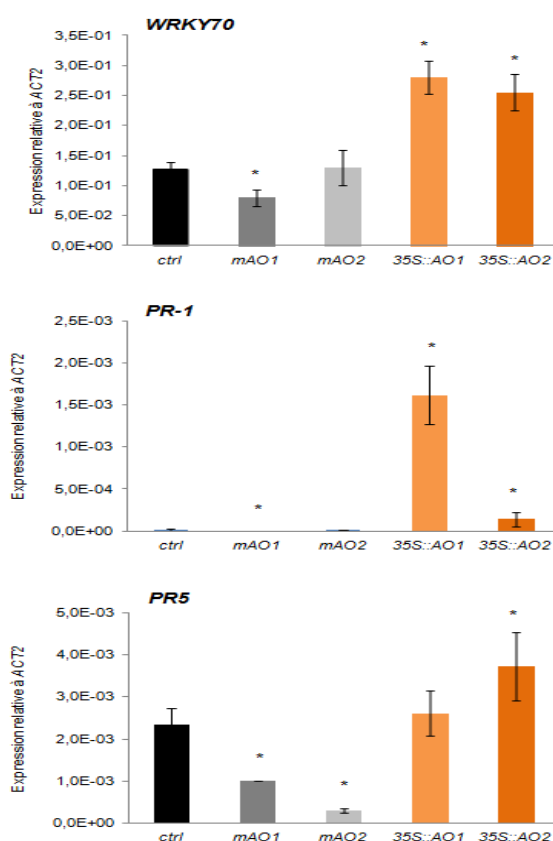 WRKY70
Expression relative à ACT2
3,5E-01
3,0E-01
2,5E-01
2,0E-01
1,5E-01
1,0E-01
5,0E-02
0,0E+00
* * *
ctrl mAO1 mAO2 35S::AO1 35S::AO2
PR-1
Expression relative à ACT2
2,5E-03
2,0E-03
1,5E-03
1,0E-03
5,0E-04
0,0E+00
* * *
ctrl mAO1 mAO2 35S::AO1 35S::AO2
PR5
Expression relative à ACT2
5,0E-03
4,0E-03
3,0E-03
2,0E-03
1,0E-03
0,0E+00
* * *
ctrl mAO1 mAO2 35S::AO1 35S::AO2